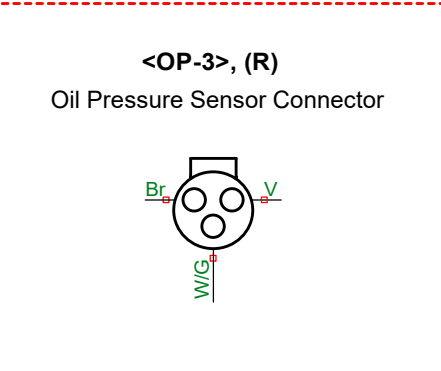 <OP-3>, (R)
Oil Pressure Sensor Connector
Br
V
W/G